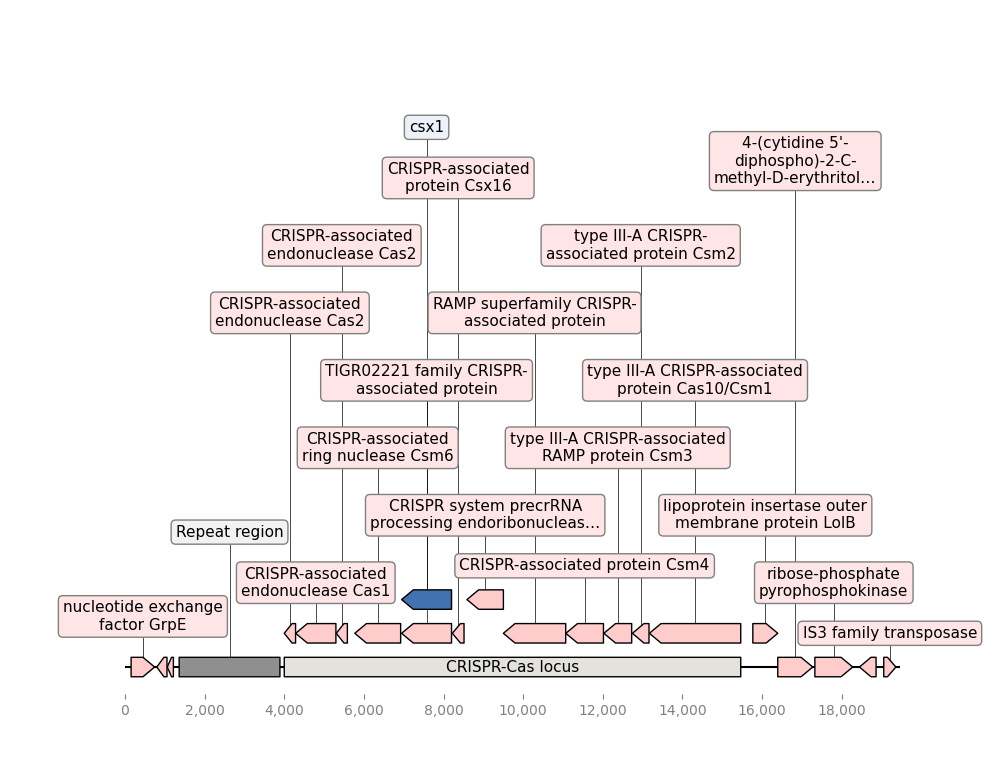 csx1
4-(cytidine 5'-
diphospho)-2-C-
methyl-D-erythritol...
CRISPR-associated
protein Csx16
CRISPR-associated
endonuclease Cas2
type III-A CRISPR-
associated protein Csm2
CRISPR-associated
endonuclease Cas2
RAMP superfamily CRISPR-
associated protein
TIGR02221 family CRISPR-
associated protein
type III-A CRISPR-associated
protein Cas10/Csm1
CRISPR-associated
ring nuclease Csm6
type III-A CRISPR-associated
RAMP protein Csm3
CRISPR system precrRNA
processing endoribonucleas...
lipoprotein insertase outer
membrane protein LolB
Repeat region
CRISPR-associated protein Csm4
CRISPR-associated
endonuclease Cas1
ribose-phosphate
pyrophosphokinase
nucleotide exchange
factor GrpE
IS3 family transposase
CRISPR-Cas locus
0
2,000
4,000
6,000
8,000
10,000
12,000
14,000
16,000
18,000